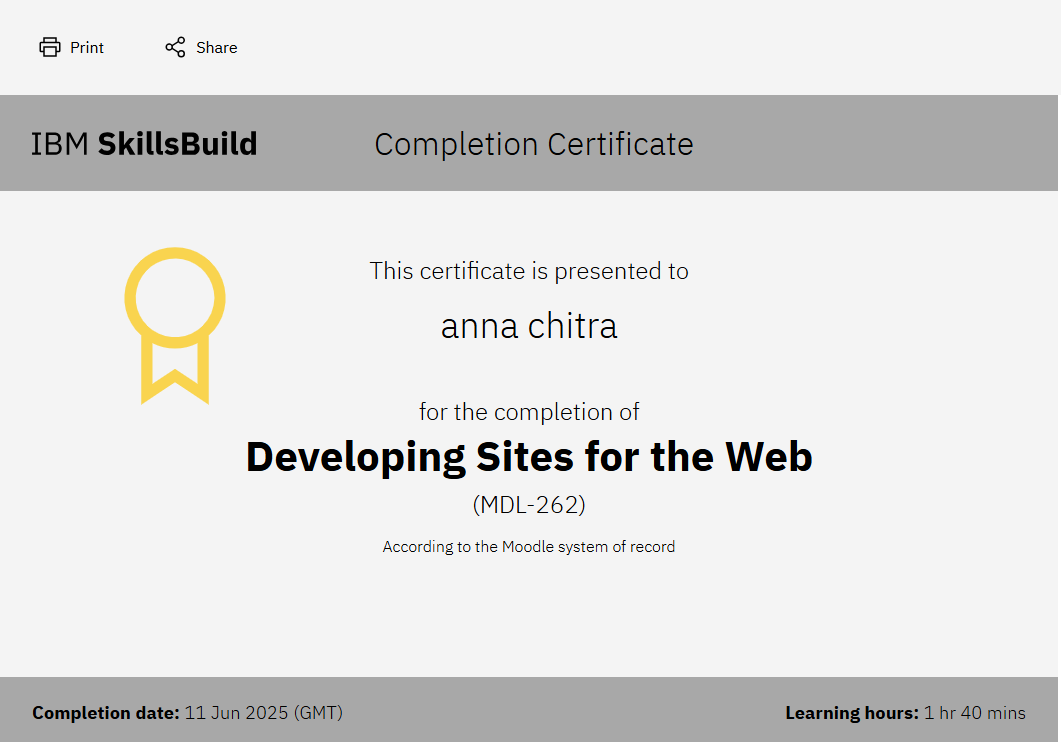 Print Share
IBM SkillsBuild Completion Certificate
This certificate is presented to
anna chitra
for the completion of
Developing Sites for the Web
(MDL-262)
According to the Moodle system of record
Completion date: 11 Jun 2025 (GMT) Learning hours: 1 hr 40 mins